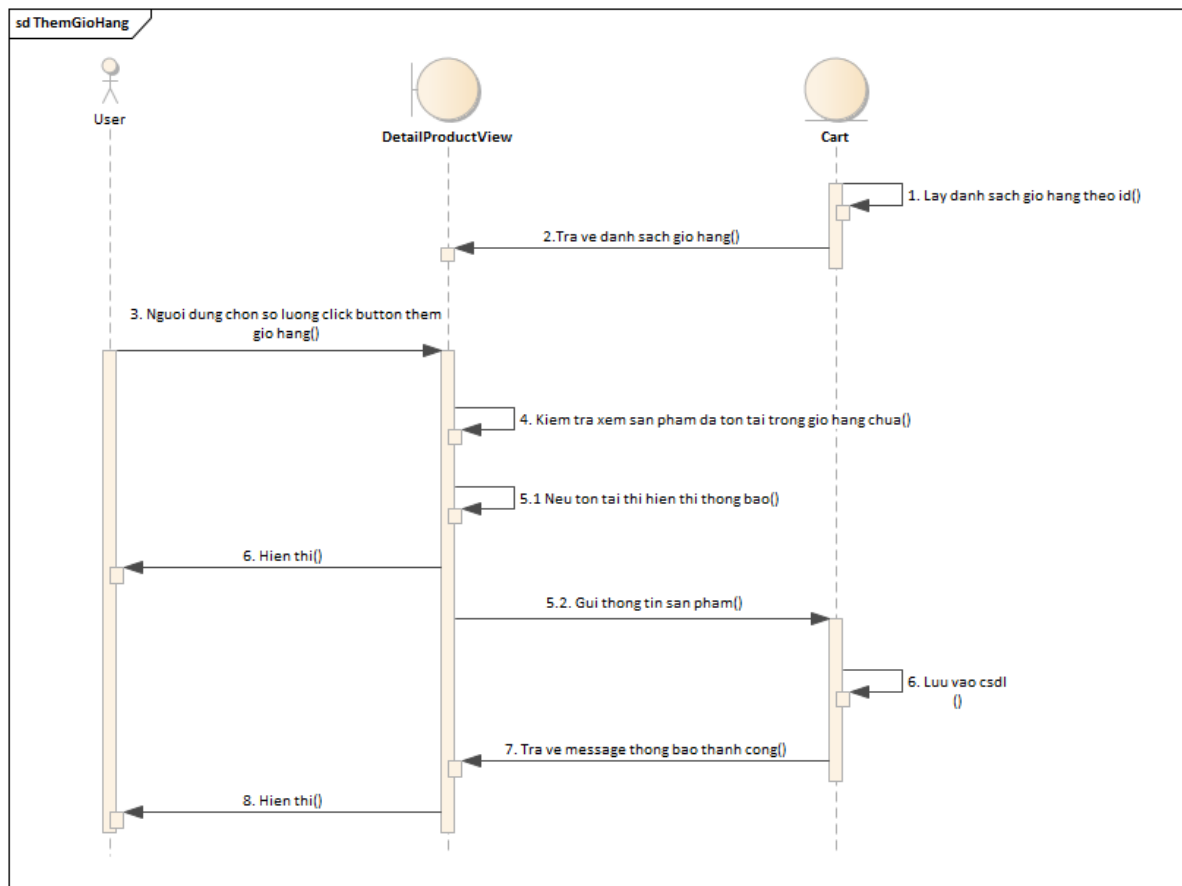 sd ThemGioHang
User
DetailProductView
Cart
1. Lay danh sach gio hang theo id()
2.Tra ve danh sach gio hang()
3. Nguoi dung chon so luong click button them
gio hang()
4. Kiem tra xem san pham da ton tai trong gio hang chua()
5.1 Neu ton tai thi hien thi thong bao()
6. Hien thi()
5.2. Gui thong tin san pham()
6. Luu vao csdl
()
7. Tra ve message thong bao thanh cong()
8. Hien thi()